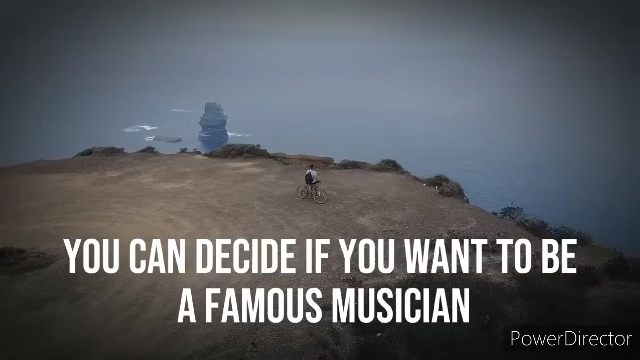 YOU CAN DECIDE IF YOU WANT TO BE
A FAMOUS MUSICIAN
PowerDirector